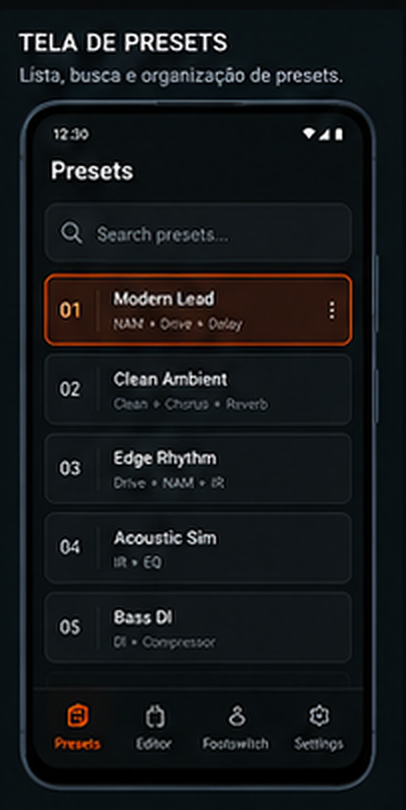 TELA DE PRESETS
Lista, busca e organização de presets.
12:30
Presets
Search presets...
01
Modern Lead
NAM • Drive • Delay
02
Clean Ambient
Clean • Chorus • Reverb
03
Edge Rhythm
Drive • NAM • IR
04
Acoustic Sim
IR • EQ
05
Bass DI
DI • Compressor
Presets Editor Footswitch Settings